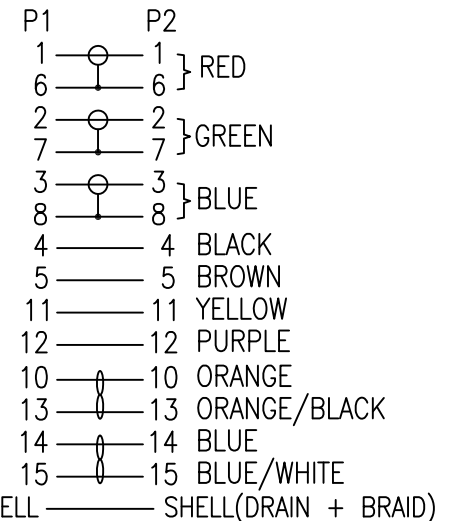 P1 P2
1 1
6 6 RED
2 2
7 7 GREEN
3 3
8 8 BLUE
4 4 BLACK
5 5 BROWN
11 11 YELLOW
12 12 PURPLE
10 10 ORANGE
13 13 ORANGE/BLACK
14 14 BLUE
15 15 BLUE/WHITE
ELL SHELL(DRAIN + BRAID)